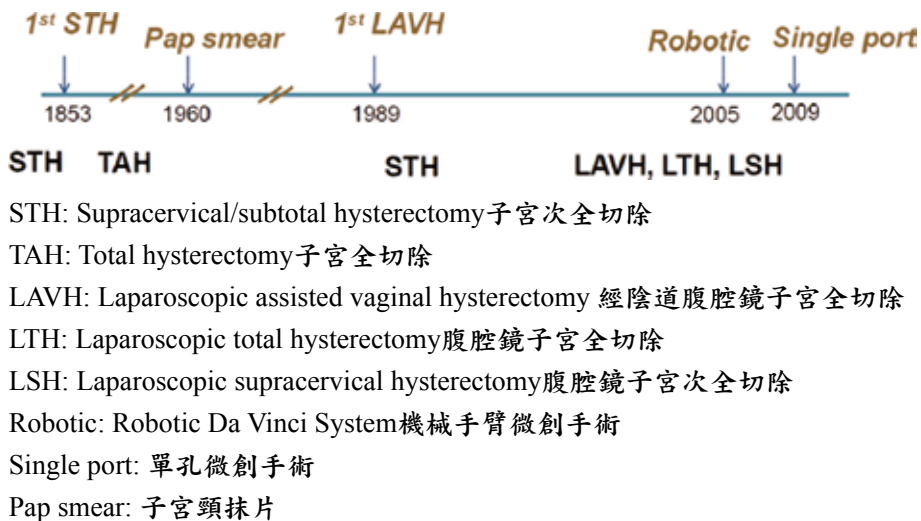 1st STH Pap smear 1st LAVH Robotic Single port
1853 1960 1989 2005 2009
STH TAH STH LAVH, LTH, LSH
STH: Supracervical/subtotal hysterectomy子宮次全切除
TAH: Total hysterectomy子宮全切除
LAVH: Laparoscopic assisted vaginal hysterectomy 經陰道腹腔鏡子宮全切除
LTH: Laparoscopic total hysterectomy腹腔鏡子宮全切除
LSH: Laparoscopic supracervical hysterectomy腹腔鏡子宮次全切除
Robotic: Robotic Da Vinci System機械手臂微創手術
Single port: 單孔微創手術
Pap smear: 子宮頸抹片